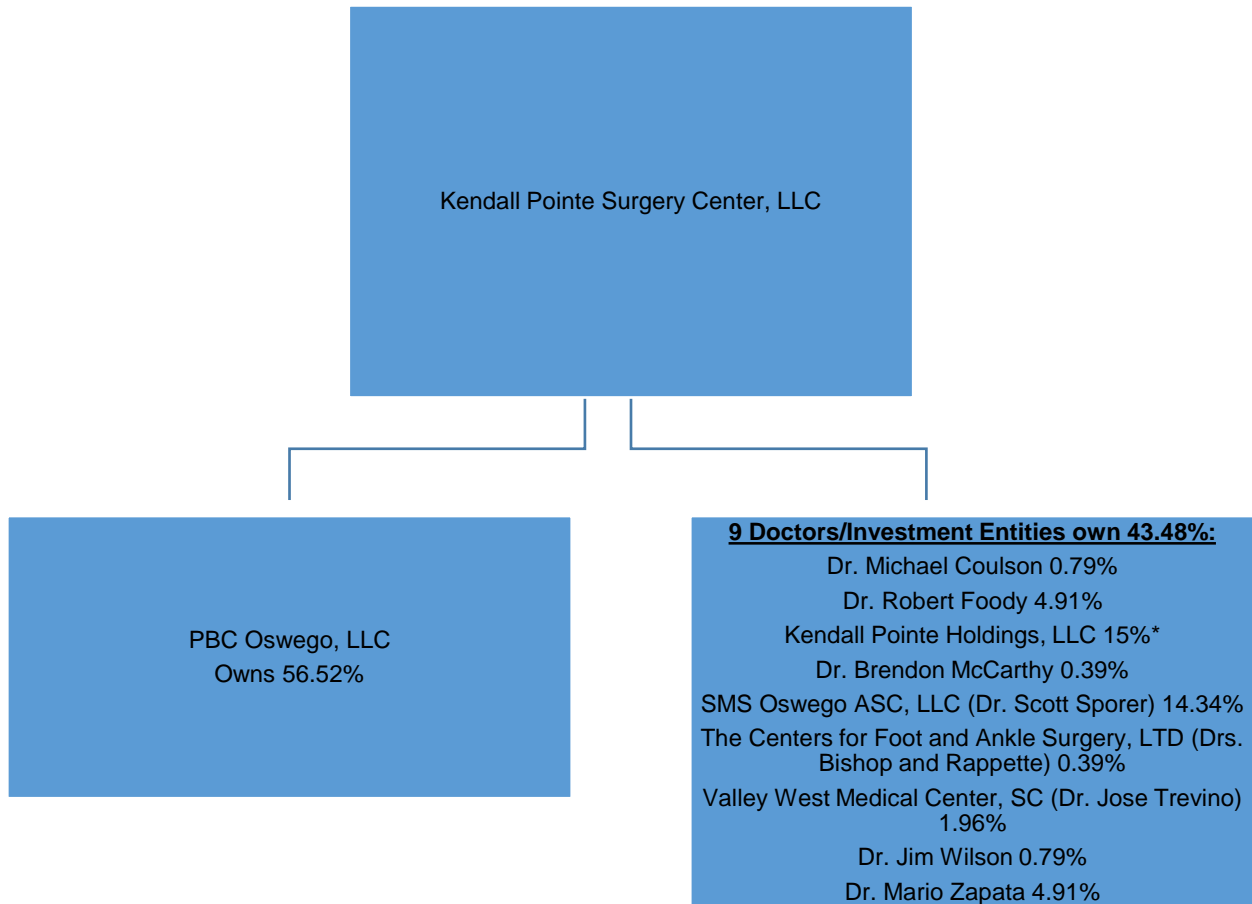 Kendall Pointe Surgery Center, LLC
PBC Oswego, LLC
Owns 56.52%
9 Doctors/Investment Entities own 43.48%:
Dr. Michael Coulson 0.79%
Dr. Robert Foody 4.91%
Kendall Pointe Holdings, LLC 15%*
Dr. Brendon McCarthy 0.39%
SMS Oswego ASC, LLC (Dr. Scott Sporer) 14.34%
The Centers for Foot and Ankle Surgery, LTD (Drs.
Bishop and Rappette) 0.39%
Valley West Medical Center, SC (Dr. Jose Trevino)
1.96%
Dr. Jim Wilson 0.79%
Dr. Mario Zapata 4.91%